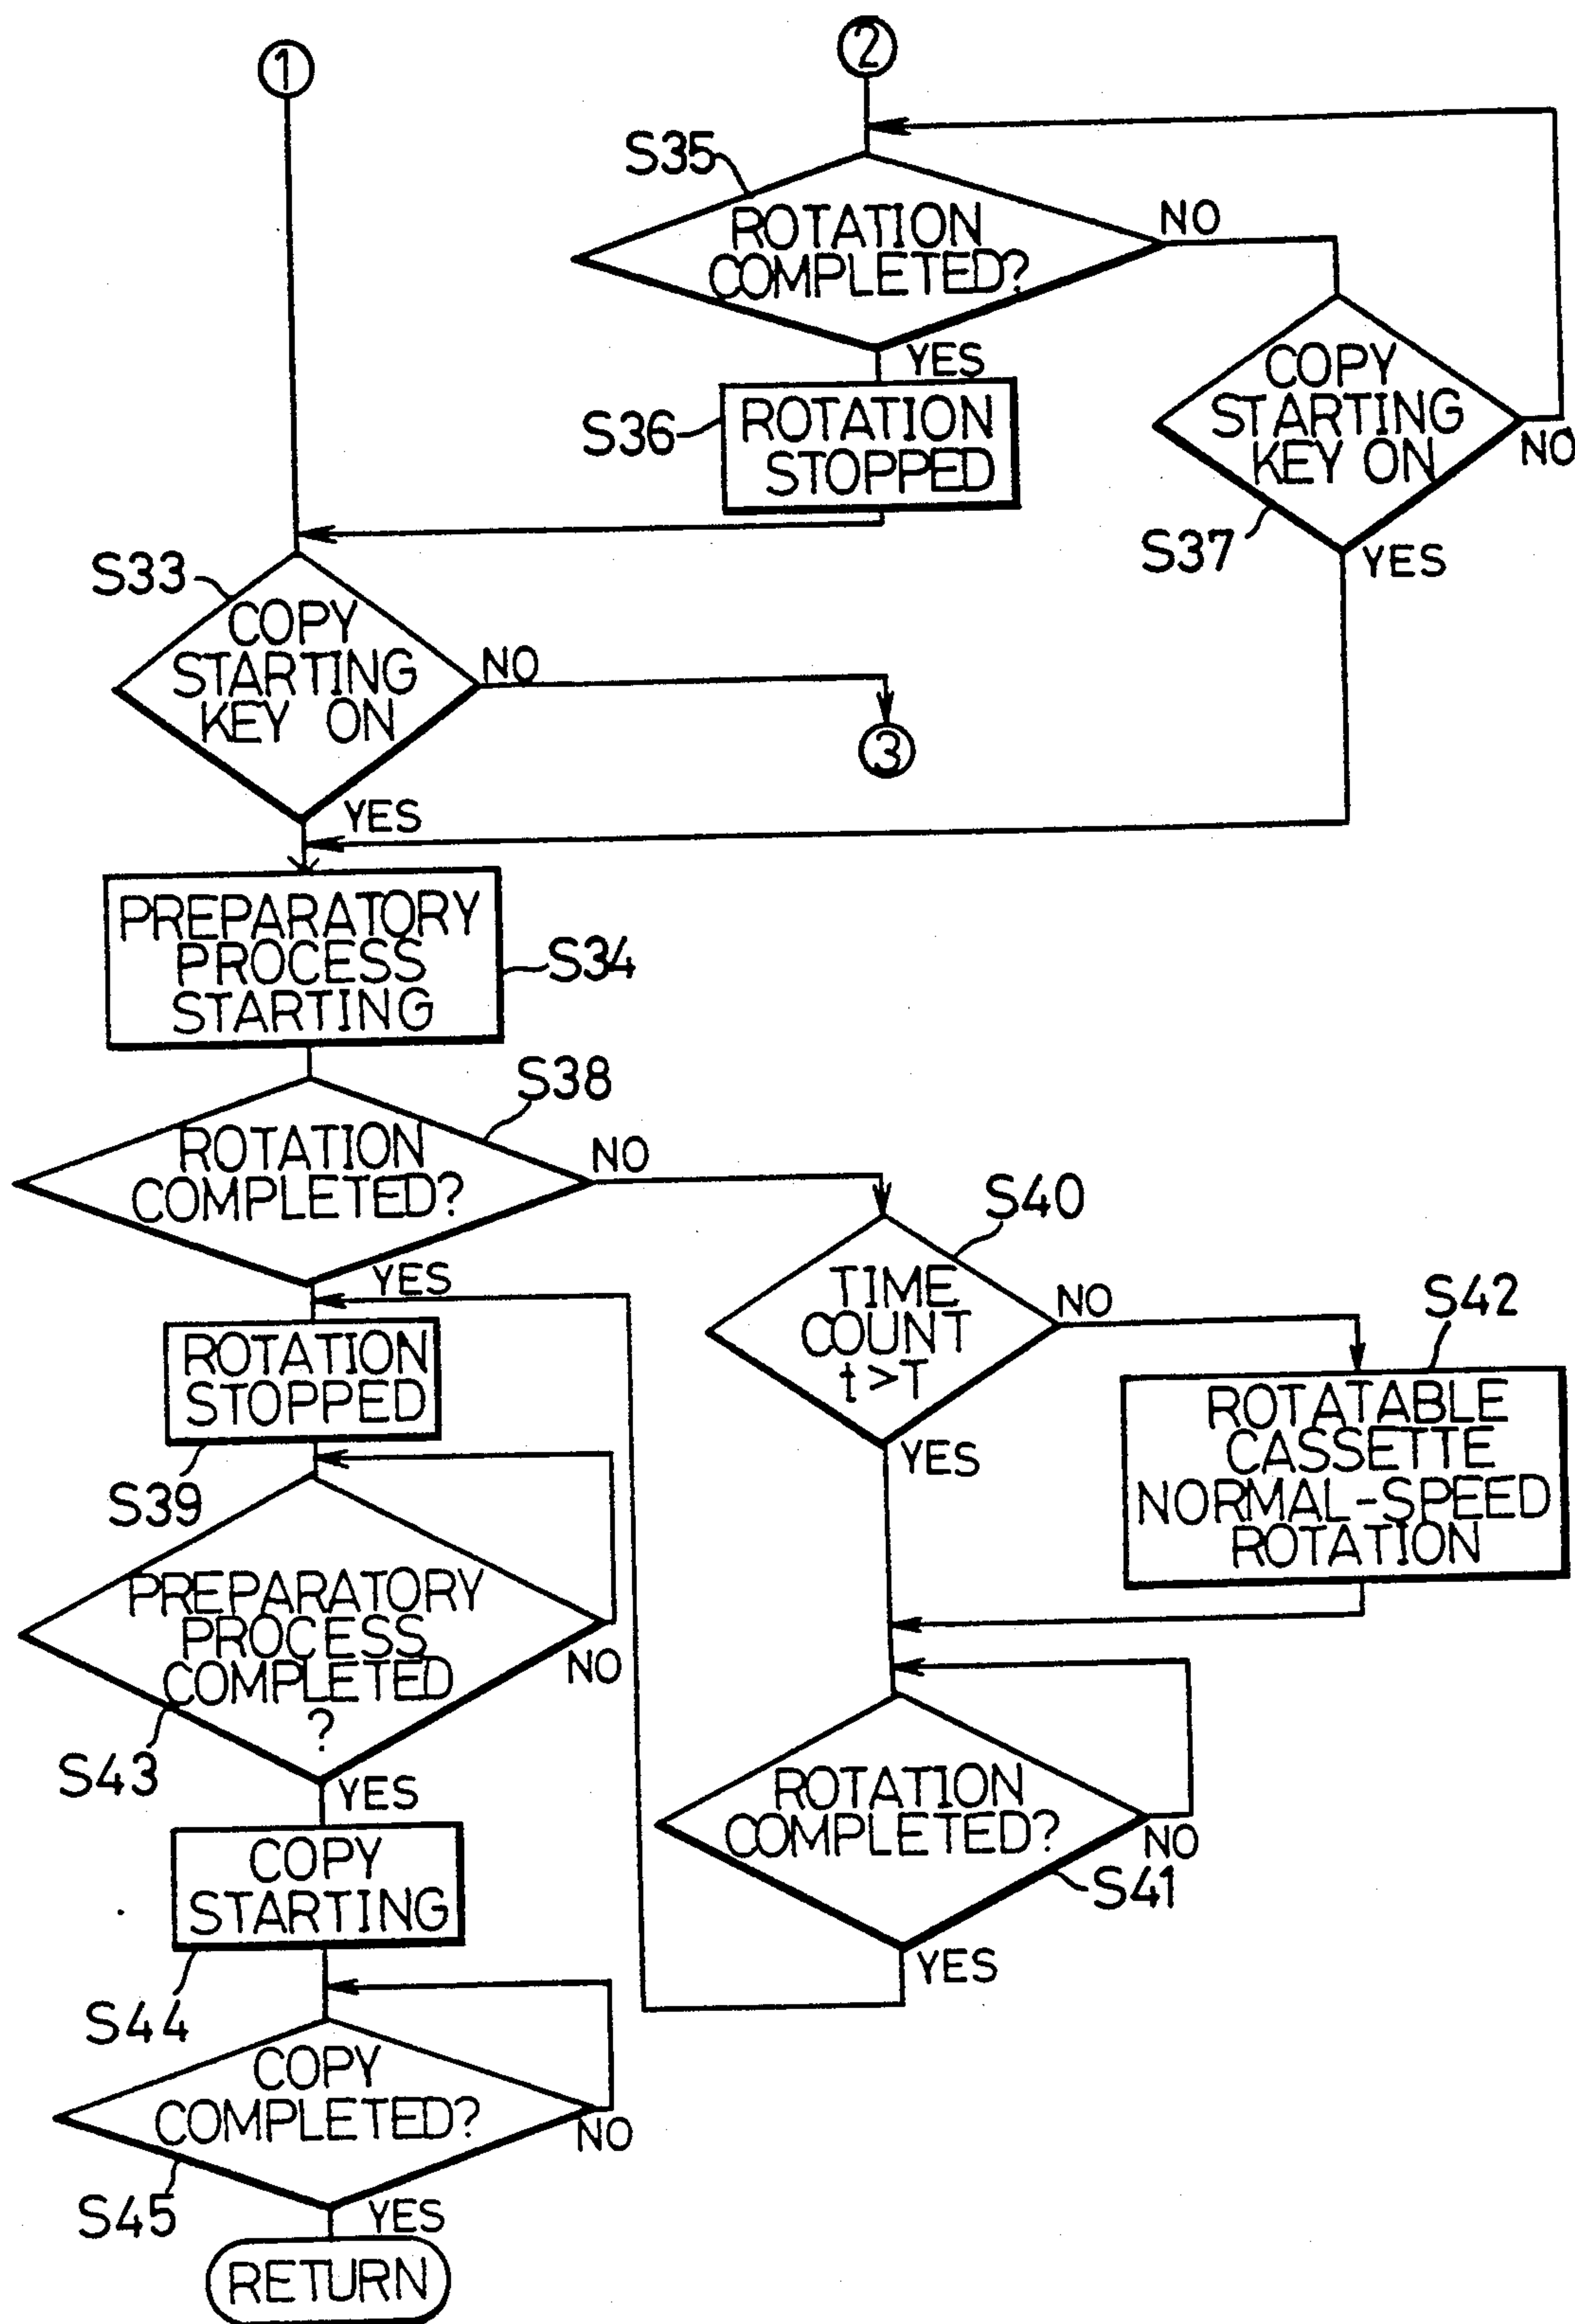 1
2
S35
ROTATION
COMPLETED?
NO
YES
S36
ROTATION
STOPPED
COPY
STARTING
KEY ON
NO
S37
YES
S33
COPY
STARTING
KEY ON
NO
3
YES
PREPARATORY
PROCESS
STARTING
S34
S38
ROTATION
COMPLETED?
NO
YES
S40
TIME
COUNT
t>T
NO
YES
S42
ROTATABLE
CASSETTE
NORMAL-SPEED
ROTATION
ROTATION
STOPPED
S39
PREPARATORY
PROCESS
COMPLETED
?
NO
S43
YES
ROTATION
COMPLETED?
NO
S41
YES
COPY
STARTING
S44
COPY
COMPLETED?
NO
S45
YES
RETURN